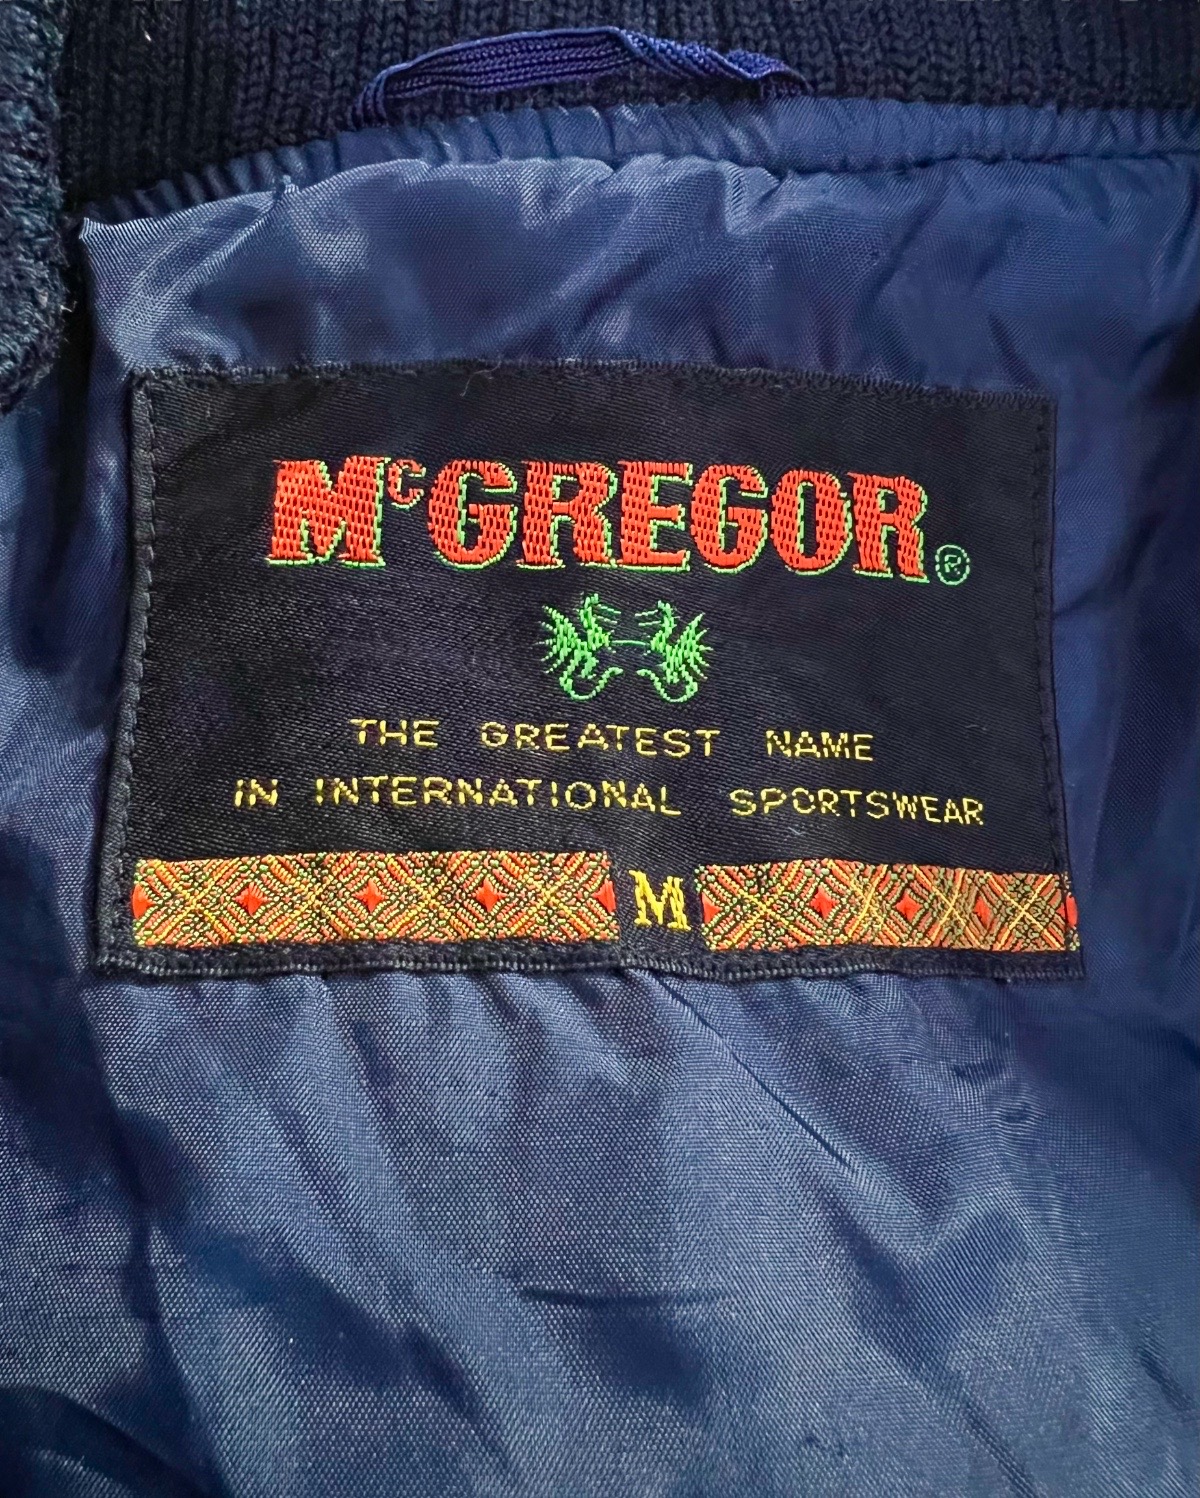 McGREGOR®
THE GREATEST NAME
IN INTERNATIONAL SPORTSWEAR
M